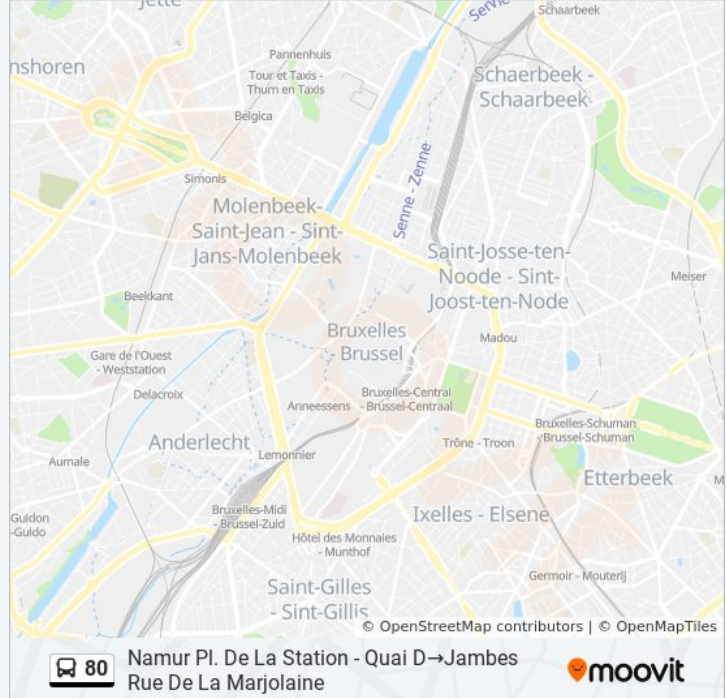 Jette
Servic
Schaarbeek
Pannenhuis
nshoren
Tour et Taxis -
Thurn en Taxis
Schaerbeek -
Schaarbeek
Belgica
Senne - Zenne
Simonis
Molenbeek-
Saint-Jean - Sint-
Jans-Molenbeek
Saint-Josse-ten-
Noode - Sint-
Joost-ten-Node
Meiser
Beekkant
Bruxelles
- Brussel
Madou
Gare de l'Ouest
- Weststation
Delacroix
Bruxelles-Central
- Brussel-Centraal
Anneessens
Bruxelles-Schuman
- Brussel-Schuman
Anderlecht
Trône - Troon
Lemonnier
Aumale
Etterbeek
M
Bruxelles-Midi
- Brussel-Zuid
Ixelles - Elsene
Guidon
-Guido
Hôtel des Monnaies
- Munthof
Germoir - Mouterij
Saint-Gilles
- Sint-Gillis
© OpenStreetMap contributors | © OpenMapTiles
80
Namur Pl. De La Station - Quai D→Jambes
Rue De La Marjolaine
moovit